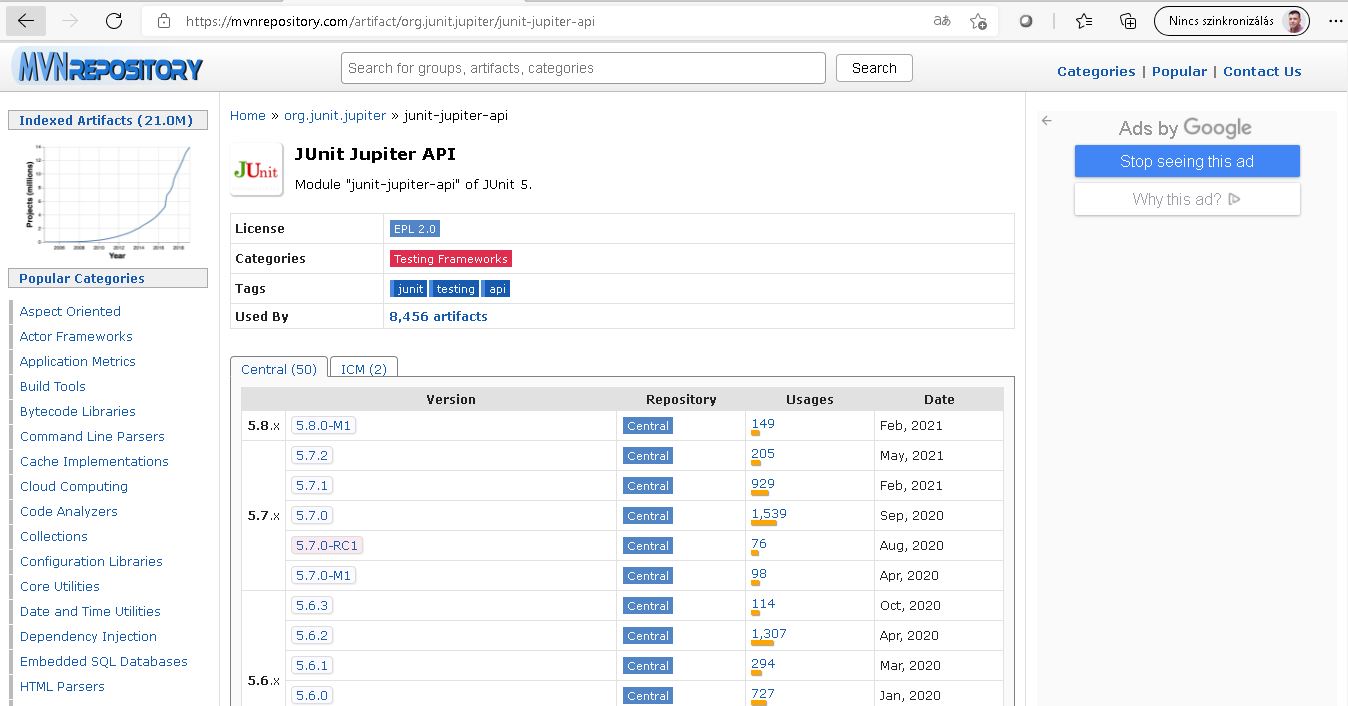 https://mvnrepository.com/artifact/org.junit.jupiter/junit-jupiter-api
aあ
Nincs szinkronizálás
MVNREPOSITORY
Search for groups, artifacts, categories
Search
Categories | Popular | Contact Us
Indexed Artifacts (21.0M)
Projects (millions)
14
12
10
8
6
4
2
0
2006 2008 2010 2012 2014 2016 2018
Year
Popular Categories
Aspect Oriented
Actor Frameworks
Application Metrics
Build Tools
Bytecode Libraries
Command Line Parsers
Cache Implementations
Cloud Computing
Code Analyzers
Collections
Configuration Libraries
Core Utilities
Date and Time Utilities
Dependency Injection
Embedded SQL Databases
HTML Parsers
Home » org.junit.jupiter » junit-jupiter-api
JUnit
JUnit Jupiter API
Module "junit-jupiter-api" of JUnit 5.
License EPL 2.0
Categories Testing Frameworks
Tags junit testing api
Used By 8,456 artifacts
Central (50) ICM (2)
Version Repository Usages Date
5.8.x 5.8.0-M1 Central 149 Feb, 2021
5.7.2 Central 205 May, 2021
5.7.1 Central 929 Feb, 2021
5.7.x 5.7.0 Central 1,539 Sep, 2020
5.7.0-RC1 Central 76 Aug, 2020
5.7.0-M1 Central 98 Apr, 2020
5.6.3 Central 114 Oct, 2020
5.6.2 Central 1,307 Apr, 2020
5.6.1 Central 294 Mar, 2020
5.6.x
5.6.0 Central 727 Jan, 2020
Ads by Google
Stop seeing this ad
Why this ad?